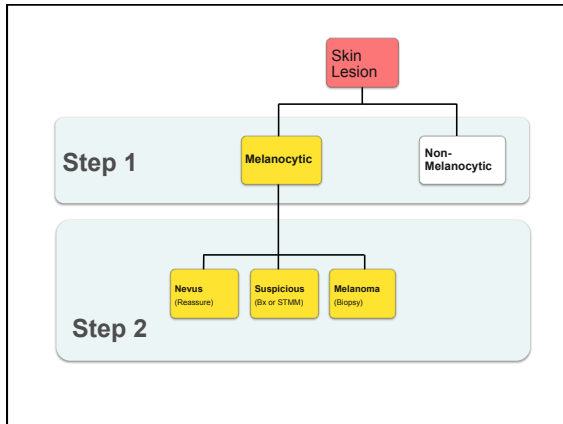 Skin
Lesion
Step 1
Melanocytic
Non-
Melanocytic
Nevus
(Reassure)
Suspicious
(Bx or STMM)
Melanoma
(Biopsy)
Step 2